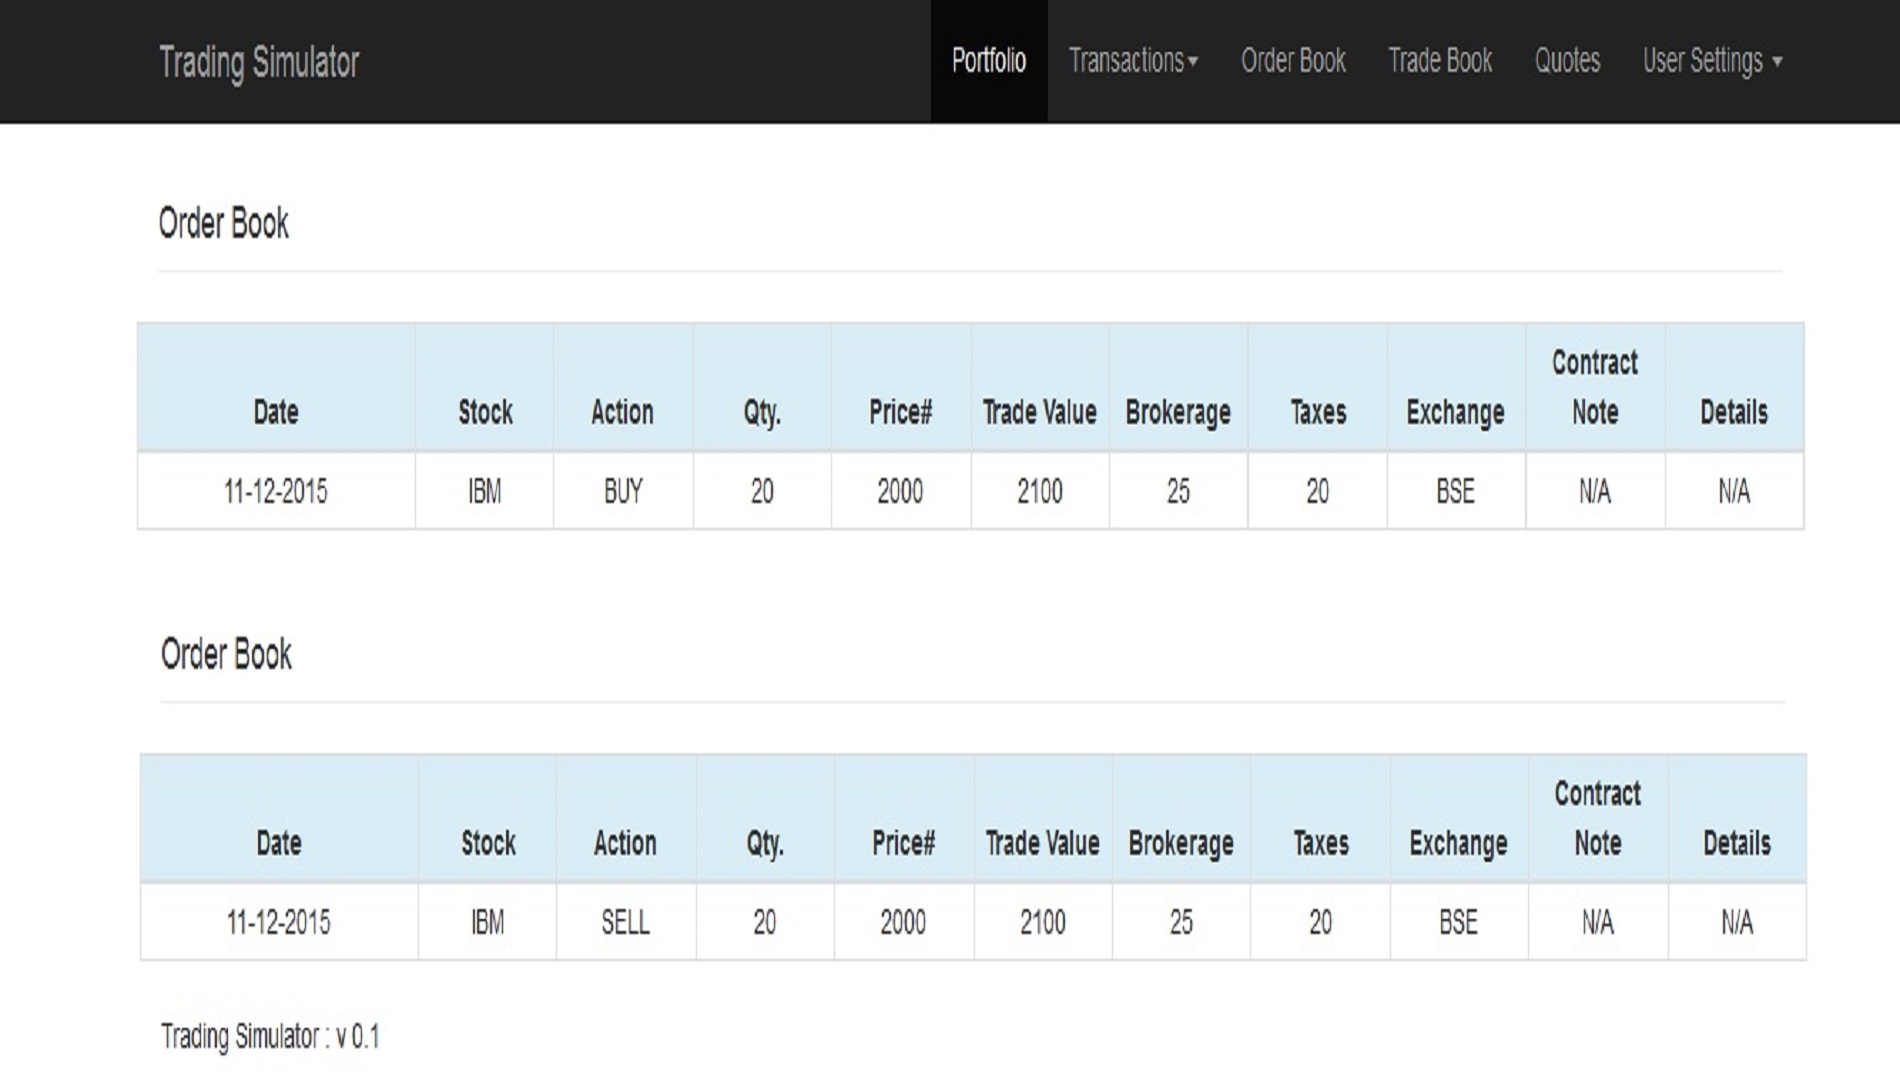 Trading Simulator Portfolio Transactions Order Book Trade Book Quotes User Settings
Order Book
Contract
Date Stock Action Qty. Price# Trade Value Brokerage Taxes Exchange Note Details
11-12-2015 IBM BUY 20 2000 2100 25 20 BSE N/A N/A
Order Book
Contract
Date Stock Action Qty. Price# Trade Value Brokerage Taxes Exchange Note Details
11-12-2015 IBM SELL 20 2000 2100 25 20 BSE N/A N/A
Trading Simulator : v 0.1